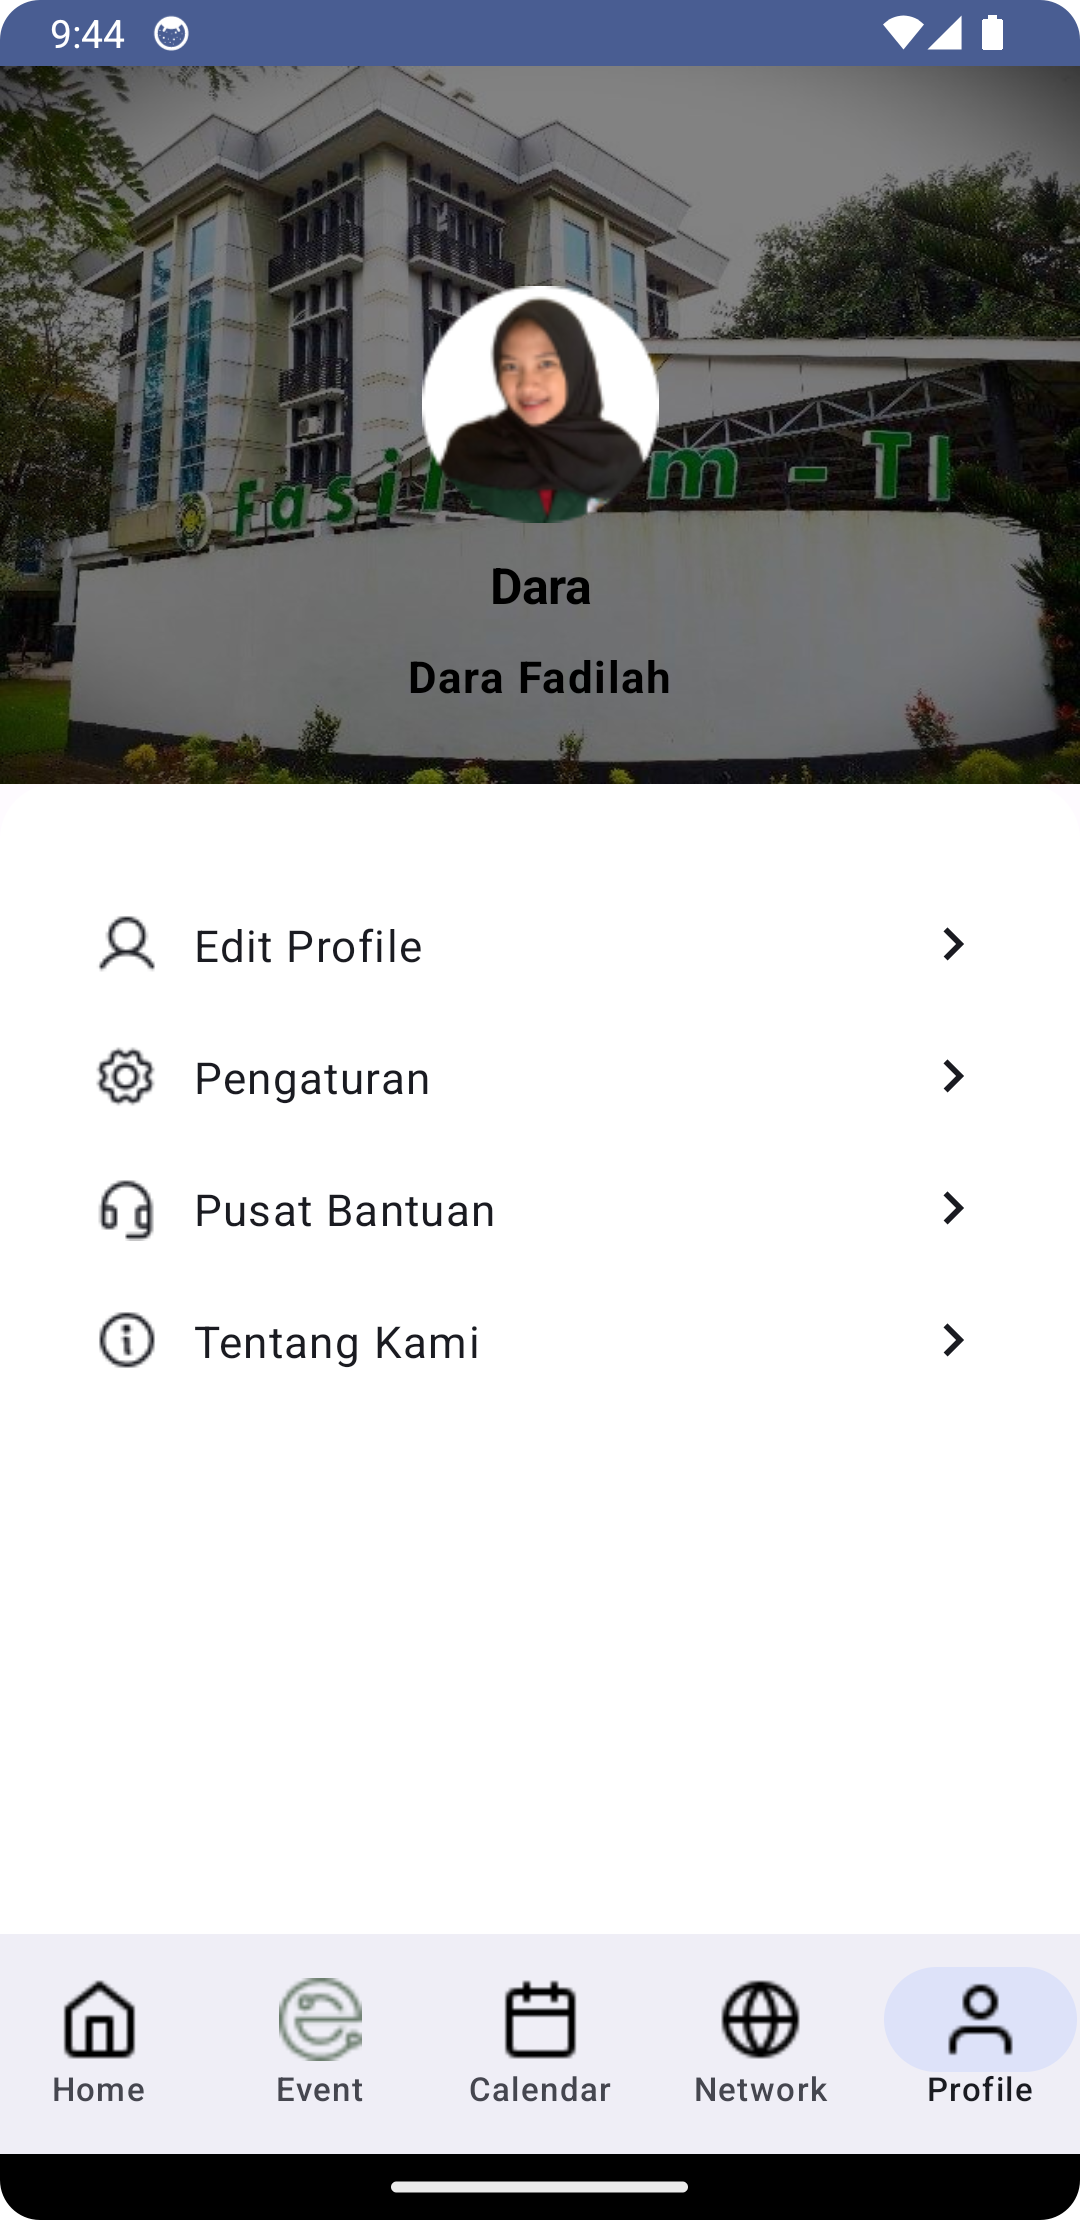 9:44
Fasil m - TI
Dara
Dara Fadilah
Edit Profile
Pengaturan
Pusat Bantuan
Tentang Kami
Home
Event
Calendar
Network
Profile